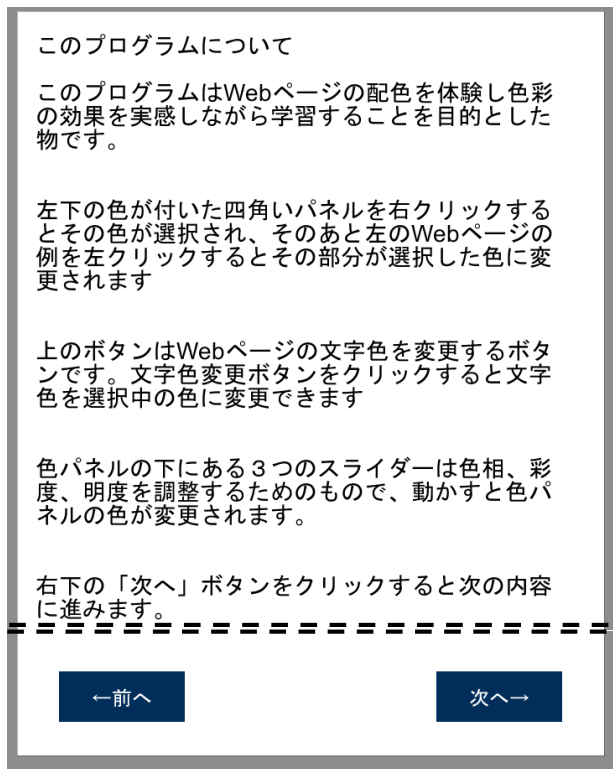 このプログラムについて
このプログラムはWebページの配色を体験し色彩
の効果を実感しながら学習することを目的とした
物です。
左下の色が付いた四角いパネルを右クリックする
とその色が選択され、そのあと左のWebページの
例を左クリックするとその部分が選択した色に変
更されます
上のボタンはWebページの文字色を変更するボタ
ンです。文字色変更ボタンをクリックすると文字
色を選択中の色に変更できます
色パネルの下にある３つのスライダーは色相、彩
度、明度を調整するためのもので、動かすと色パ
ネルの色が変更されます。
右下の「次へ」ボタンをクリックすると次の内容
に進みます。
←前へ
次へ→